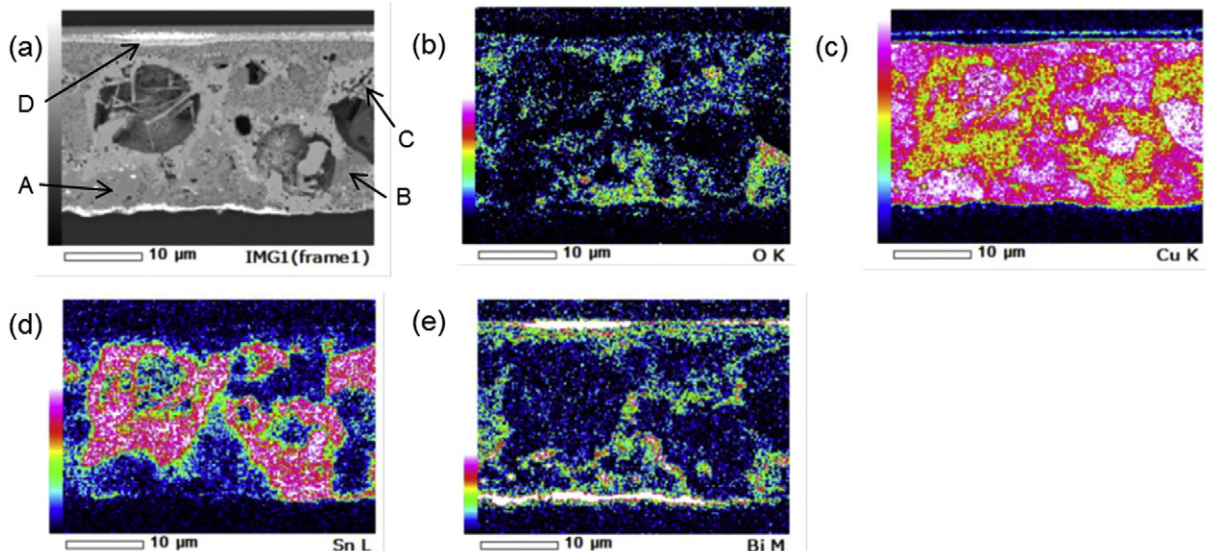 (a)
D
A
C
B
10 μm
IMG1(frame1)
(b)
10 μm
O K
(c)
10 μm
Cu K
(d)
10 μm
Sn L
(e)
10 μm
Bi M